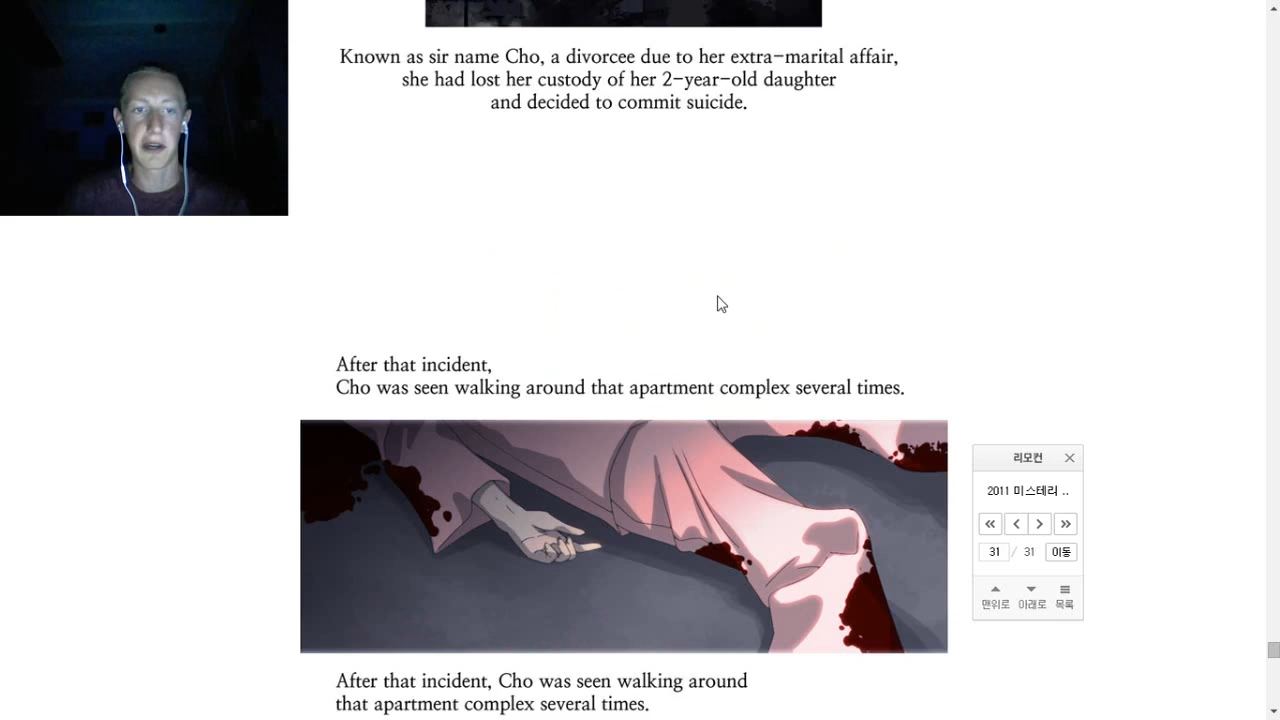 Known as sir name Cho, a divorcee due to her extra-marital affair,
she had lost her custody of her 2-year-old daughter
and decided to commit suicide.
After that incident,
Cho was seen walking around that apartment complex several times.
리모컨
2011 미스테리 ..
31 / 31 이동
맨위로 아래로 목록
After that incident, Cho was seen walking around
that apartment complex several times.